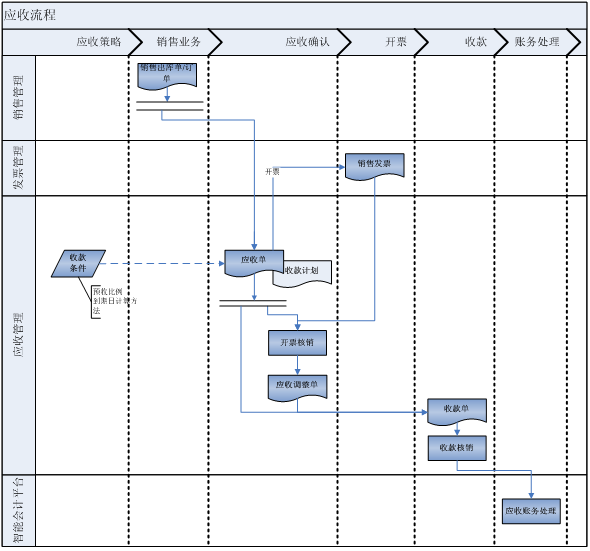 应收流程
应收策略
销售业务
应收确认
开票
收款
账务处理
销售管理
销售出库单/订
单
发票管理
开票
销售发票
应收管理
收款
条件
预收比例
到期日计算方
法
应收单
收款计划
开票核销
应收调整单
收款单
收款核销
智能会计平台
应收账务处理